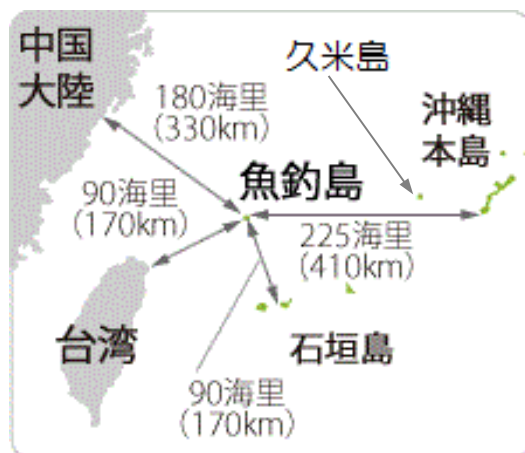 中国
大陸
久米島
180海里
(330km)
沖縄
本島
90海里
(170km)
魚釣島
225海里
(410km)
台湾
石垣島
90海里
(170km)